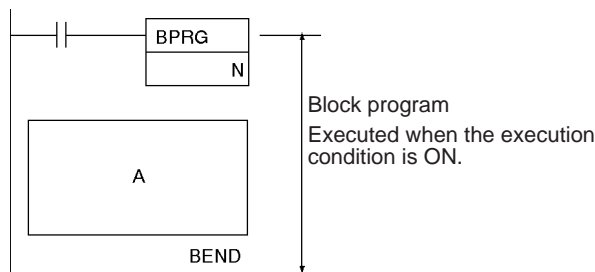 BPRG
N
Block program
Executed when the execution
condition is ON.
A
BEND